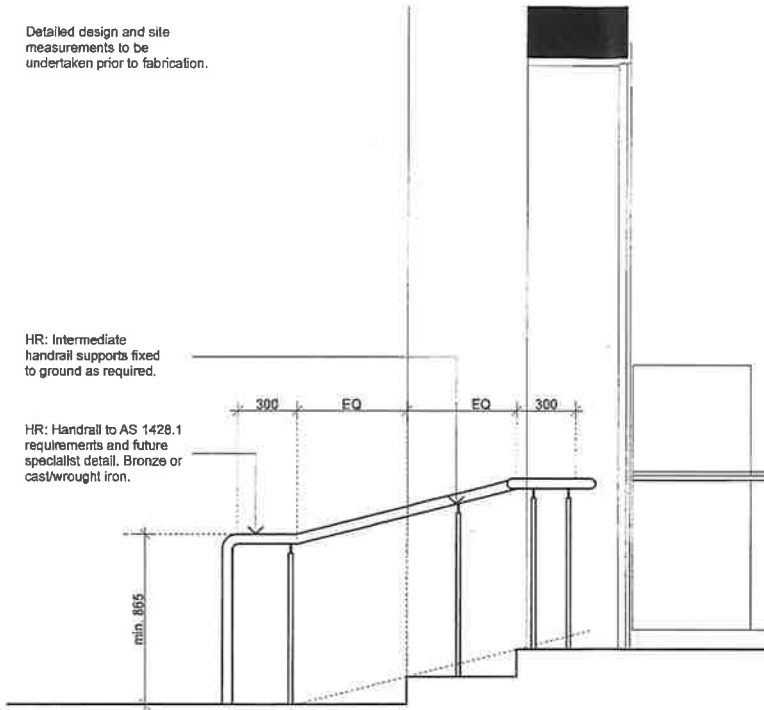 Detailed design and site
measurements to be
undertaken prior to fabrication.
HR: Intermediate
handrail supports fixed
to ground as required.
300 EQ EQ 300
HR: Handrail to AS 1428.1
requirements and future
specialist detail. Bronze or
cast/wrought iron.
min. 865